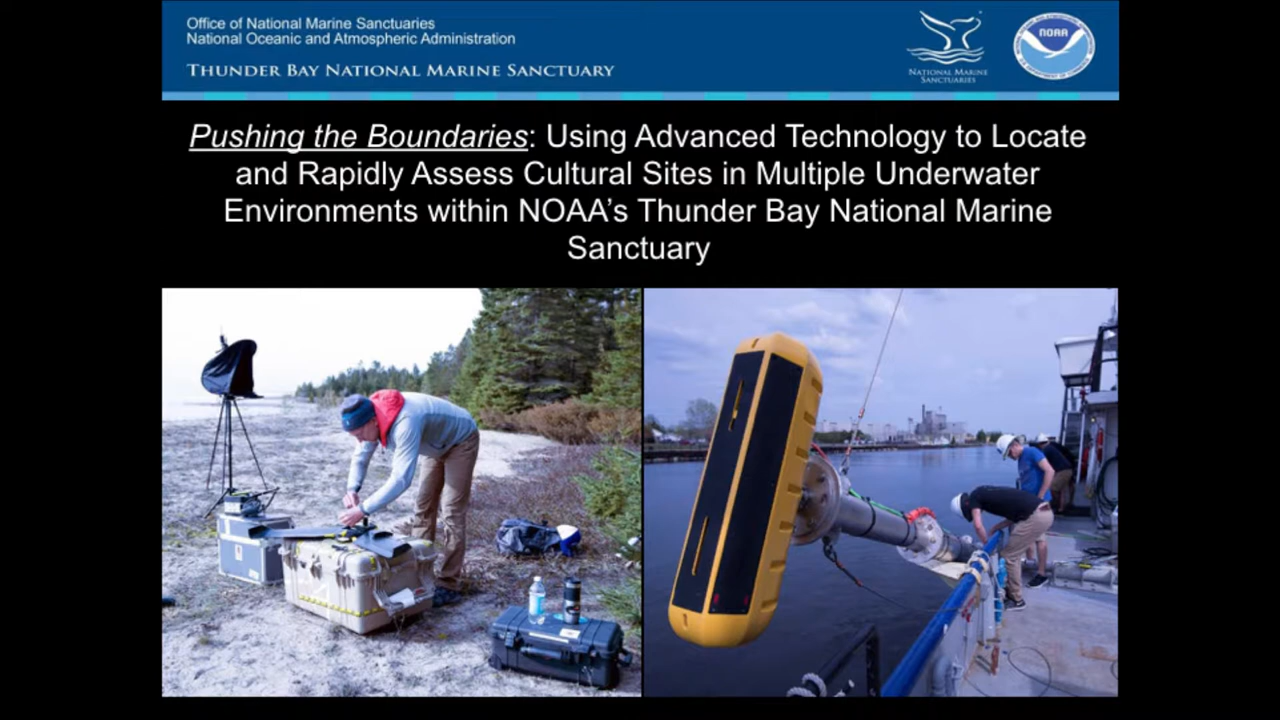 Office of National Marine Sanctuaries
National Oceanic and Atmospheric Administration
THUNDER BAY NATIONAL MARINE SANCTUARY
NATIONAL MARINE
SANCTUARIES
NOAA
Pushing the Boundaries: Using Advanced Technology to Locate
and Rapidly Assess Cultural Sites in Multiple Underwater
Environments within NOAA’s Thunder Bay National Marine
Sanctuary